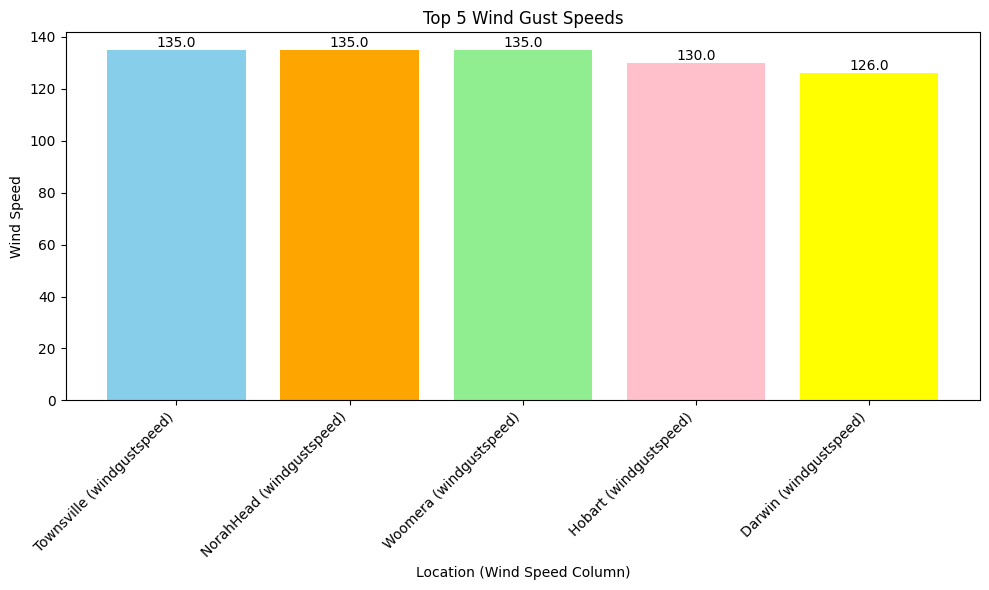 Top 5 Wind Gust Speeds
140
120
100
80
60
40
20
0
Wind Speed
135.0
135.0
135.0
130.0
126.0
Townsville (windgustspeed)
NorahHead (windgustspeed)
Woomera (windgustspeed)
Hobart (windgustspeed)
Darwin (windgustspeed)
Location (Wind Speed Column)